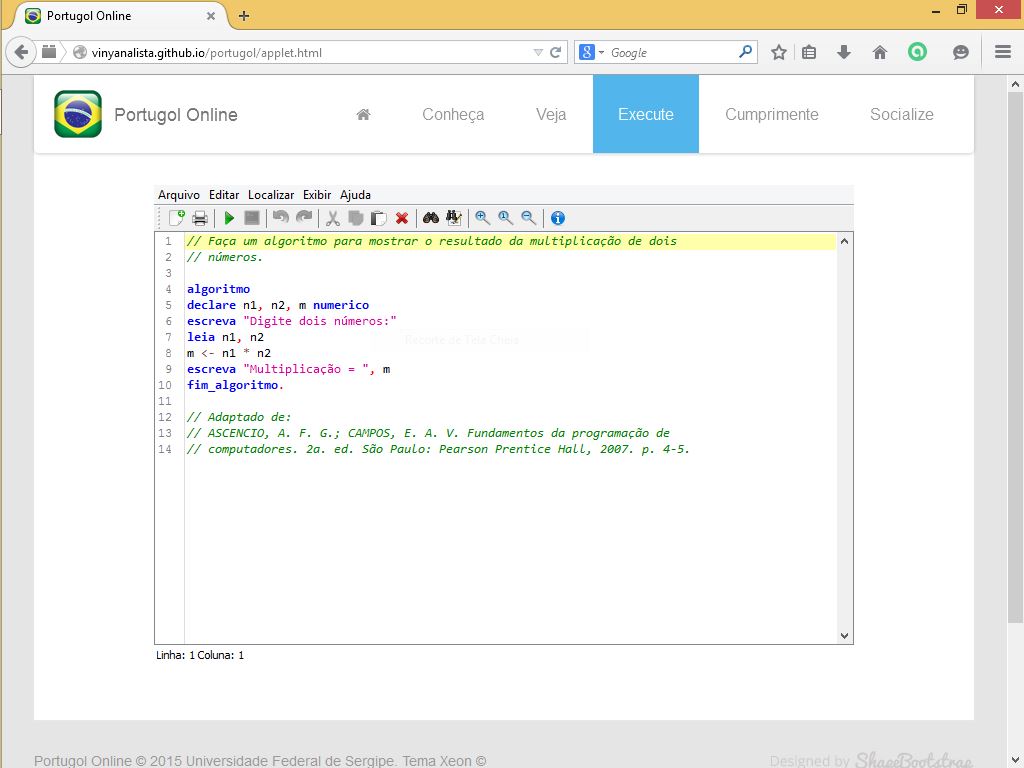 Portugol Online
vinyanalista.github.io/portugol/applet.html
Google
Portugol Online
Conheça
Veja
Execute
Cumprimente
Socialize
Arquivo Editar Localizar Exibir Ajuda
1 // Faça um algoritmo para mostrar o resultado da multiplicação de dois
2 // números.
3
4 algoritmo
5 declare n1, n2, m numerico
6 escreva "Digite dois números:"
7 leia n1, n2
8 m <- n1 * n2
9 escreva "Multiplicação = ", m
10 fim_algoritmo.
11
12 // Adaptado de:
13 // ASCENCIO, A. F. G.; CAMPOS, E. A. V. Fundamentos da programação de
14 // computadores. 2a. ed. São Paulo: Pearson Prentice Hall, 2007. p. 4-5.
Recorte de Tela Cheia
Linha: 1 Coluna: 1
Portugol Online © 2015 Universidade Federal de Sergipe. Tema Xeon ©
Designed by ShapeBootstrap